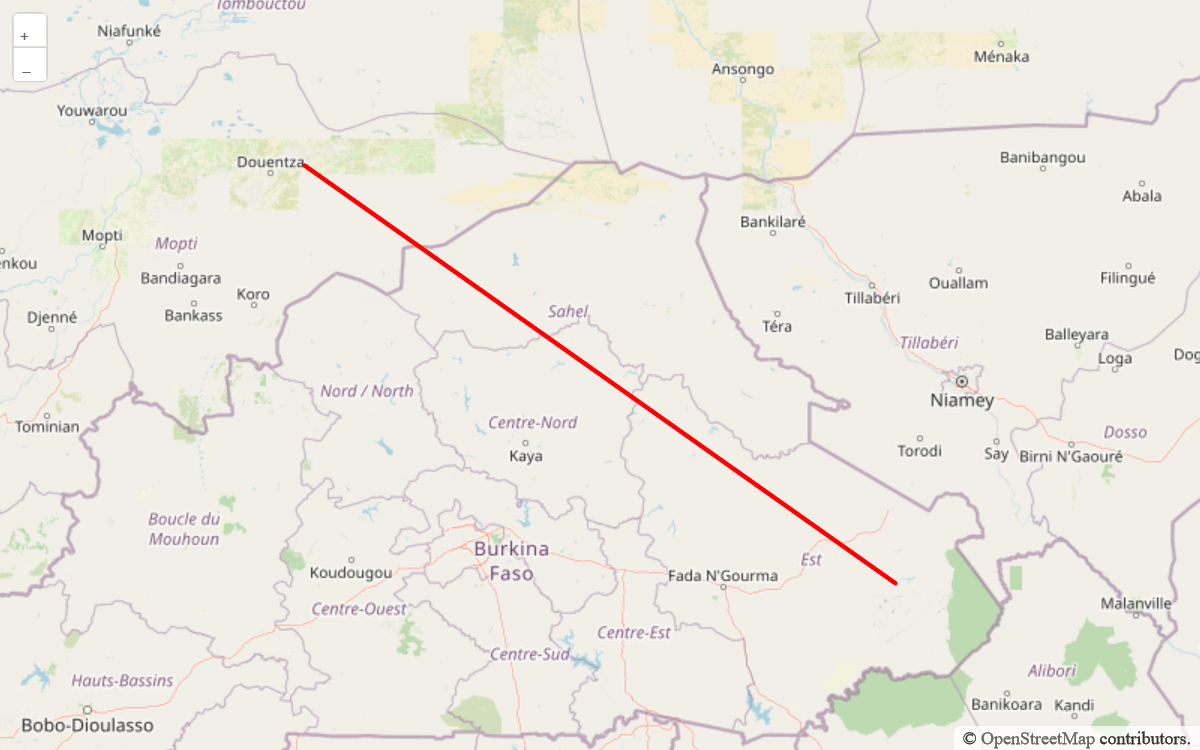 Tombouctou
Niafunké
+
Ménaka
Ansongo
–
Youwarou
Banibangou
Douentza
Abala
Bankilaré
Mopti
Mopti
enkou
Bandiagara
Filingué
Ouallam
Koro
Tillabéri
Sahel
Bankass
Djenné
Téra
Balleyara
Tillabéri
Loga
Dog
Nord / North
Niamey
Centre-Nord
Tominian
Dosso
Kaya
Torodi
Say
Birni N'Gaouré
Boucle du
Mouhoun
Burkina
Faso
Est
Koudougou
Fada N'Gourma
Centre-Ouest
Malanville
Centre-Est
Centre-Sud
Alibori
Hauts-Bassins
Banikoara
Kandi
Bobo-Dioulasso
© OpenStreetMap contributors.